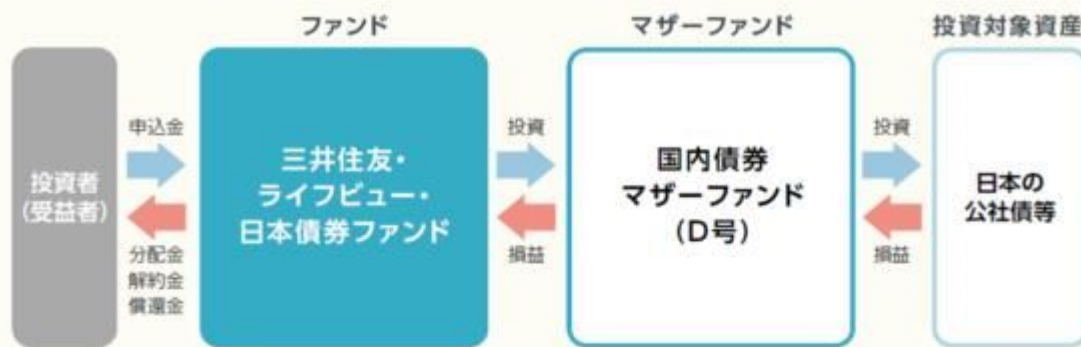 ファンド
マザーファンド
投資対象資産
投資者
(受益者)
申込金
分配金
解約金
償還金
三井住友・
ライフビュー・
日本債券ファンド
投資
損益
国内債券
マザーファンド
(D号)
投資
損益
日本の
公社債等